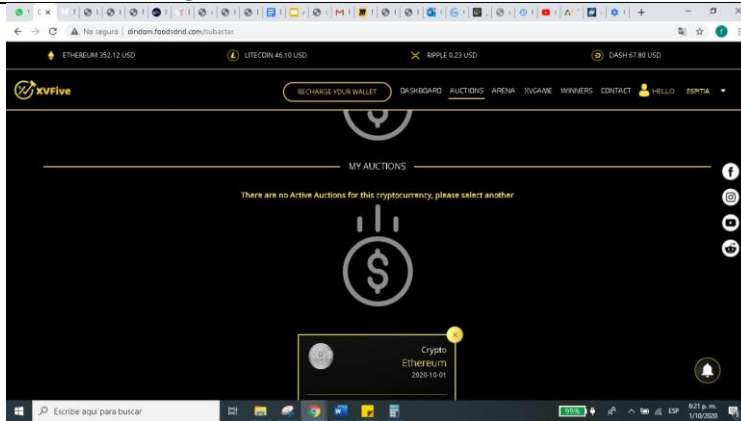 No seguro | dindom.foodsdnd.com/subastas
ETHEREUM 352.12 USD
LITECOIN 46.10 USD
RIPPLE 0.23 USD
DASH 67.80 USD
XVFive
RECHARGE YOUR WALLET
DASHBOARD
AUCTIONS
ARENA
XVGAME
WINNERS
CONTACT
HELLO
ESPITIA
MY AUCTIONS
There are no Active Auctions for this cryptocurrency, please select another
Crypto
Ethereum
2020-10-01
Escribe aquí para buscar
99%
ESP
6:21 p. m.
1/10/2020